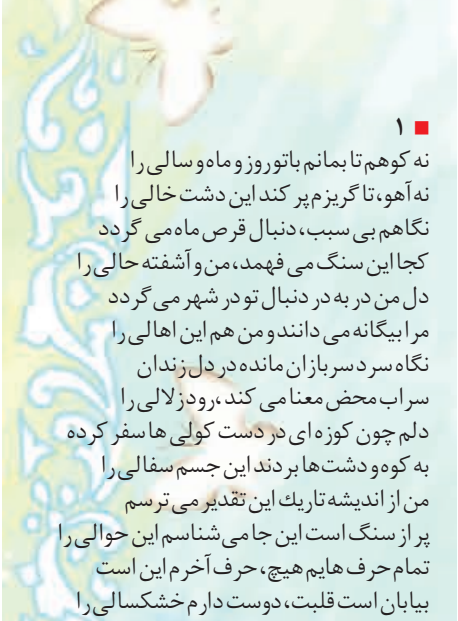 ۱
نه کوهم تا بمانم با تو روز و ماه و سالی را
نه آهو، تا گریزم پر کند این دشت خالی را
نگاهم بی سبب، دنبال قرص ماه می گردد
کجا این سنگ می فهمد، من و آشفته حالی را
دل من در به در دنبال تو در شهر می گردد
مرا بیگانه می دانند و من هم این اهالی را
نگاه سرد سربازان مانده در دل زندان
سراب محض معنا می کند، رود زلالی را
دلم چون کوزه ای در دست کولی ها سفر کرده
به کوه و دشت ها بردند این جسم سفالی را
من از اندیشه تاریك این تقدیر می ترسم
پر از سنگ است این جا می شناسم این حوالی را
تمام حرف هایم هیچ، حرف آخرم این است
بیابان است قلبت، دوست دارم خشکسالی را